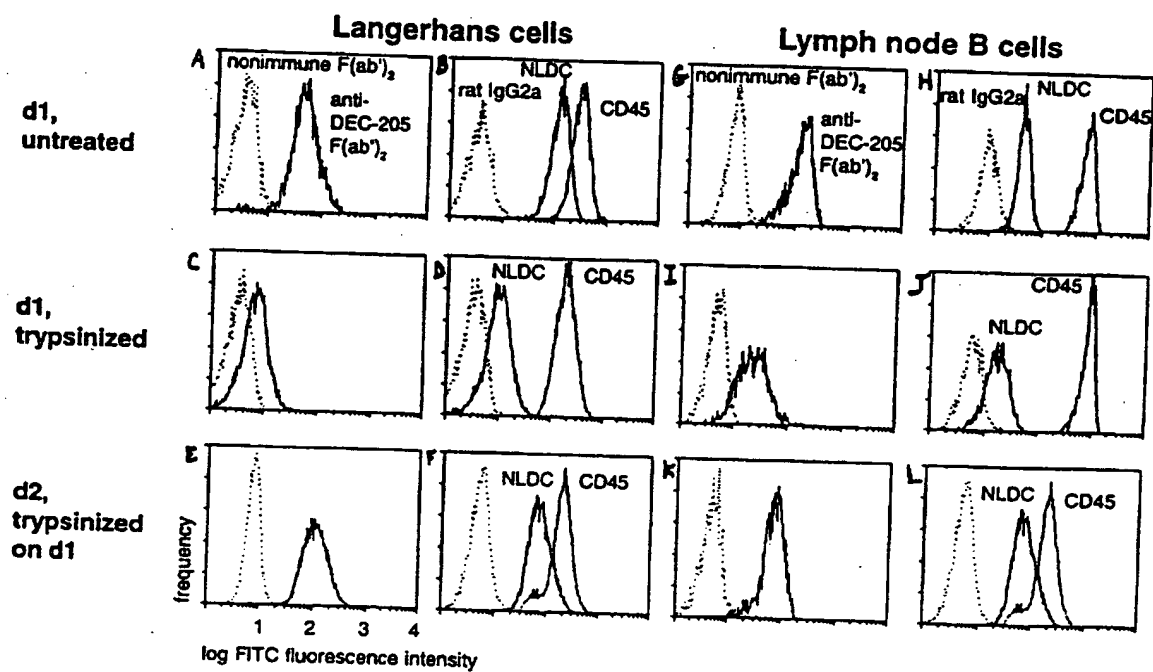 Langerhans cells
Lymph node B cells
d1,
untreated
A
nonimmune F(ab')₂
anti-
DEC-205
F(ab')₂
B
NLDC
rat IgG2a
CD45
G
nonimmune F(ab')₂
anti-
DEC-205
F(ab')₂
H
NLDC
rat IgG2a
CD45
d1,
trypsinized
C
D
NLDC
CD45
I
J
CD45
NLDC
d2,
trypsinized
on d1
E
frequency
F
NLDC
CD45
K
L
NLDC
CD45
1 2 3 4
log FITC fluorescence intensity